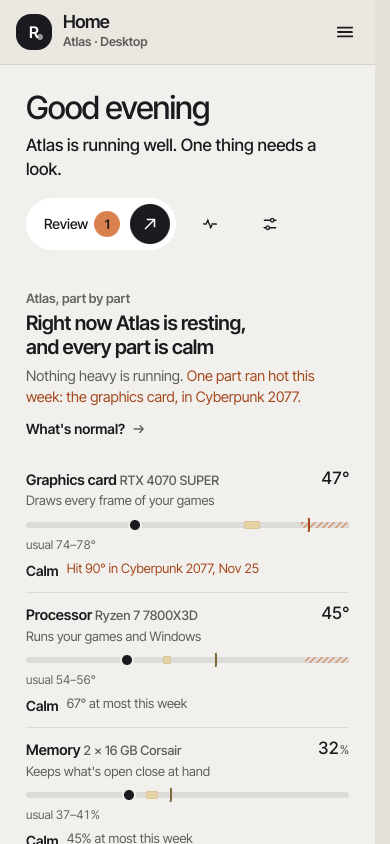 R
Home
Atlas · Desktop
Good evening
Atlas is running well. One thing needs a
look.
Review 1
Atlas, part by part
Right now Atlas is resting,
and every part is calm
Nothing heavy is running. One part ran hot this
week: the graphics card, in Cyberpunk 2077.
What's normal?
Graphics card RTX 4070 SUPER 47°
Draws every frame of your games
usual 74–78°
Calm Hit 90° in Cyberpunk 2077, Nov 25
Processor Ryzen 7 7800X3D 45°
Runs your games and Windows
usual 54–56°
Calm 67° at most this week
Memory 2 × 16 GB Corsair 32%
Keeps what's open close at hand
usual 37–41%
Calm 45% at most this week